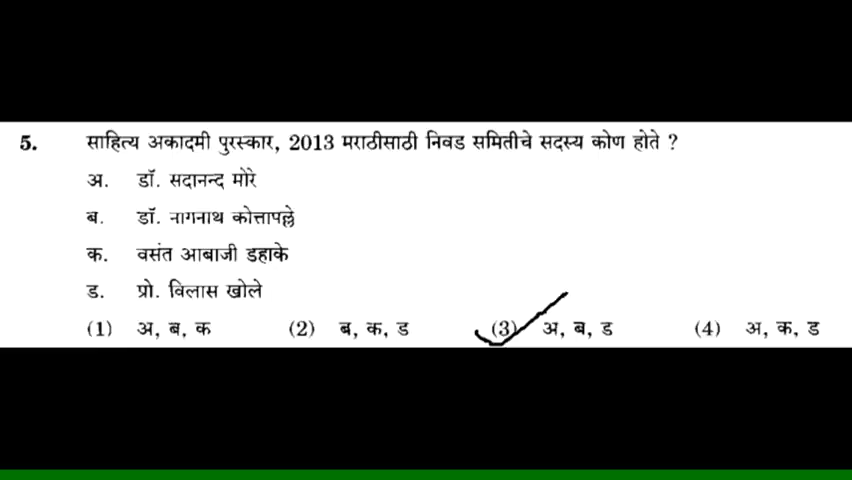 5. साहित्य अकादमी पुरस्कार, 2013 मराठीसाठी निवड समितीचे सदस्य कोण होते ?
अ. डॉ. सदानन्द मोरे
ब. डॉ. नागनाथ कोत्तापल्ले
क. वसंत आबाजी डहाके
ड. प्रो. विलास खोले
(1) अ, ब, क (2) ब, क, ड (3) अ, ब, ड (4) अ, क, ड